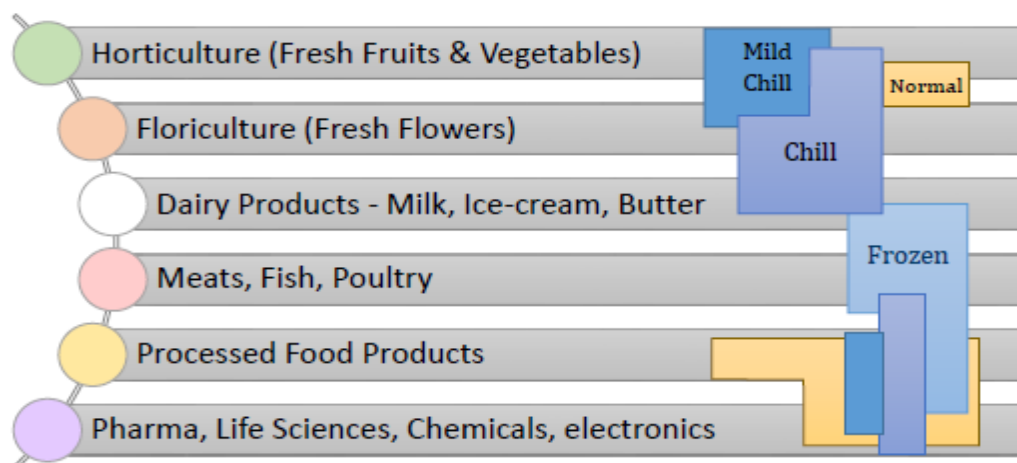 Horticulture (Fresh Fruits & Vegetables)
Mild
Chill
Normal
Floriculture (Fresh Flowers)
Chill
Dairy Products - Milk, Ice-cream, Butter
Frozen
Meats, Fish, Poultry
Processed Food Products
Pharma, Life Sciences, Chemicals, electronics